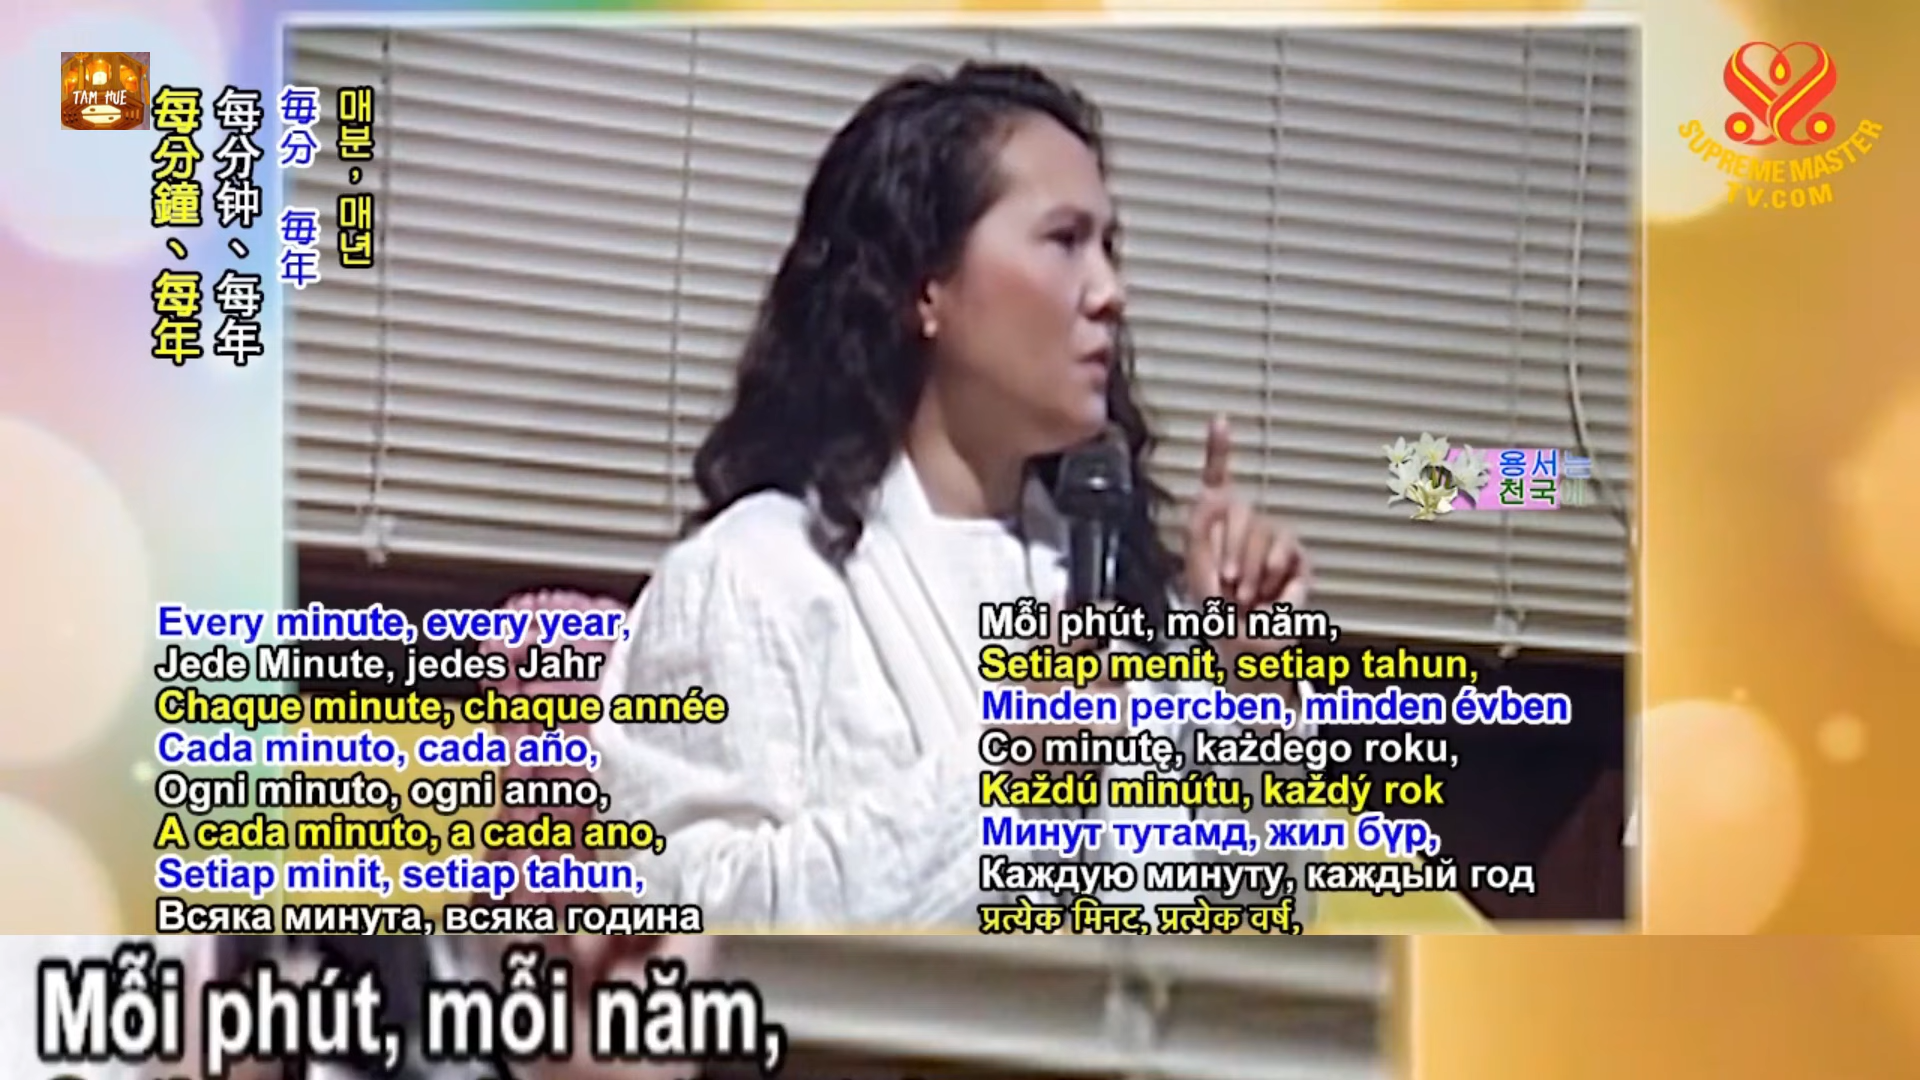 TAM HUE
每分鐘、每年
每分钟、每年
毎分 毎年
매분, 매년
SUPREME MASTER
TV.COM
용서는
천국에
Every minute, every year,
Jede Minute, jedes Jahr
Chaque minute, chaque année
Cada minuto, cada año,
Ogni minuto, ogni anno,
A cada minuto, a cada ano,
Setiap minit, setiap tahun,
Всяка минута, всяка година
Mỗi phút, mỗi năm,
Setiap menit, setiap tahun,
Minden percben, minden évben
Co minutę, każdego roku,
Každú minútu, každý rok
Минут тутамд, жил бүр,
Каждую минуту, каждый год
प्रत्येक मिनट, प्रत्येक वर्ष,
Mỗi phút, mỗi năm,